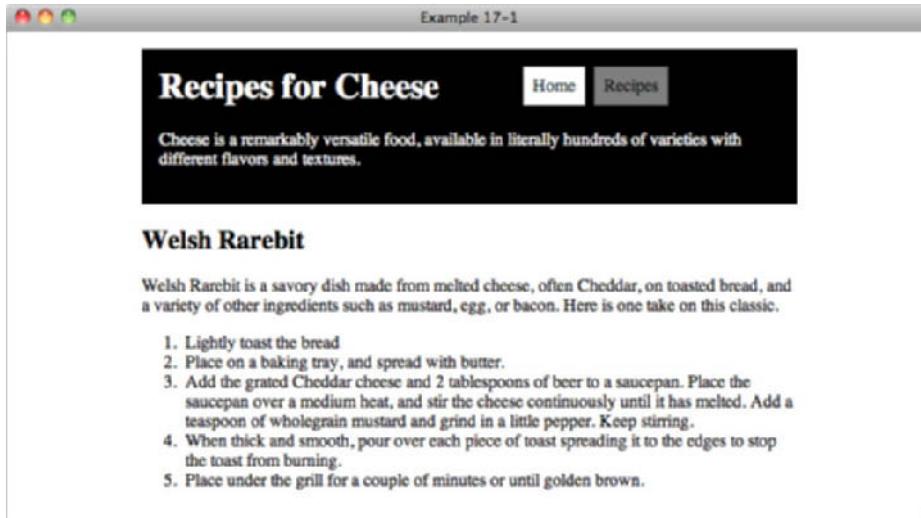 Example 17-1
Recipes for Cheese
Home
Recipes
Cheese is a remarkably versatile food, available in literally hundreds of varieties with
different flavors and textures.
Welsh Rarebit
Welsh Rarebit is a savory dish made from melted cheese, often Cheddar, on toasted bread, and
a variety of other ingredients such as mustard, egg, or bacon. Here is one take on this classic.
1. Lightly toast the bread
2. Place on a baking tray, and spread with butter.
3. Add the grated Cheddar cheese and 2 tablespoons of beer to a saucepan. Place the
saucepan over a medium heat, and stir the cheese continuously until it has melted. Add a
teaspoon of wholegrain mustard and grind in a little pepper. Keep stirring.
4. When thick and smooth, pour over each piece of toast spreading it to the edges to stop
the toast from burning.
5. Place under the grill for a couple of minutes or until golden brown.